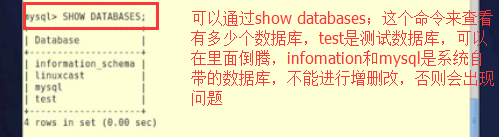 mysql> SHOW DATABASES;
+--------------------+
| Database |
+--------------------+
| information_schema |
| linuxcast |
| mysql |
| test |
+--------------------+
4 rows in set (0.00 sec)
可以通过show databases；这个命令来查看
有多少个数据库，test是测试数据库，可以
在里面倒腾，infomation和mysql是系统自
带的数据库，不能进行增删改，否则会出现
问题